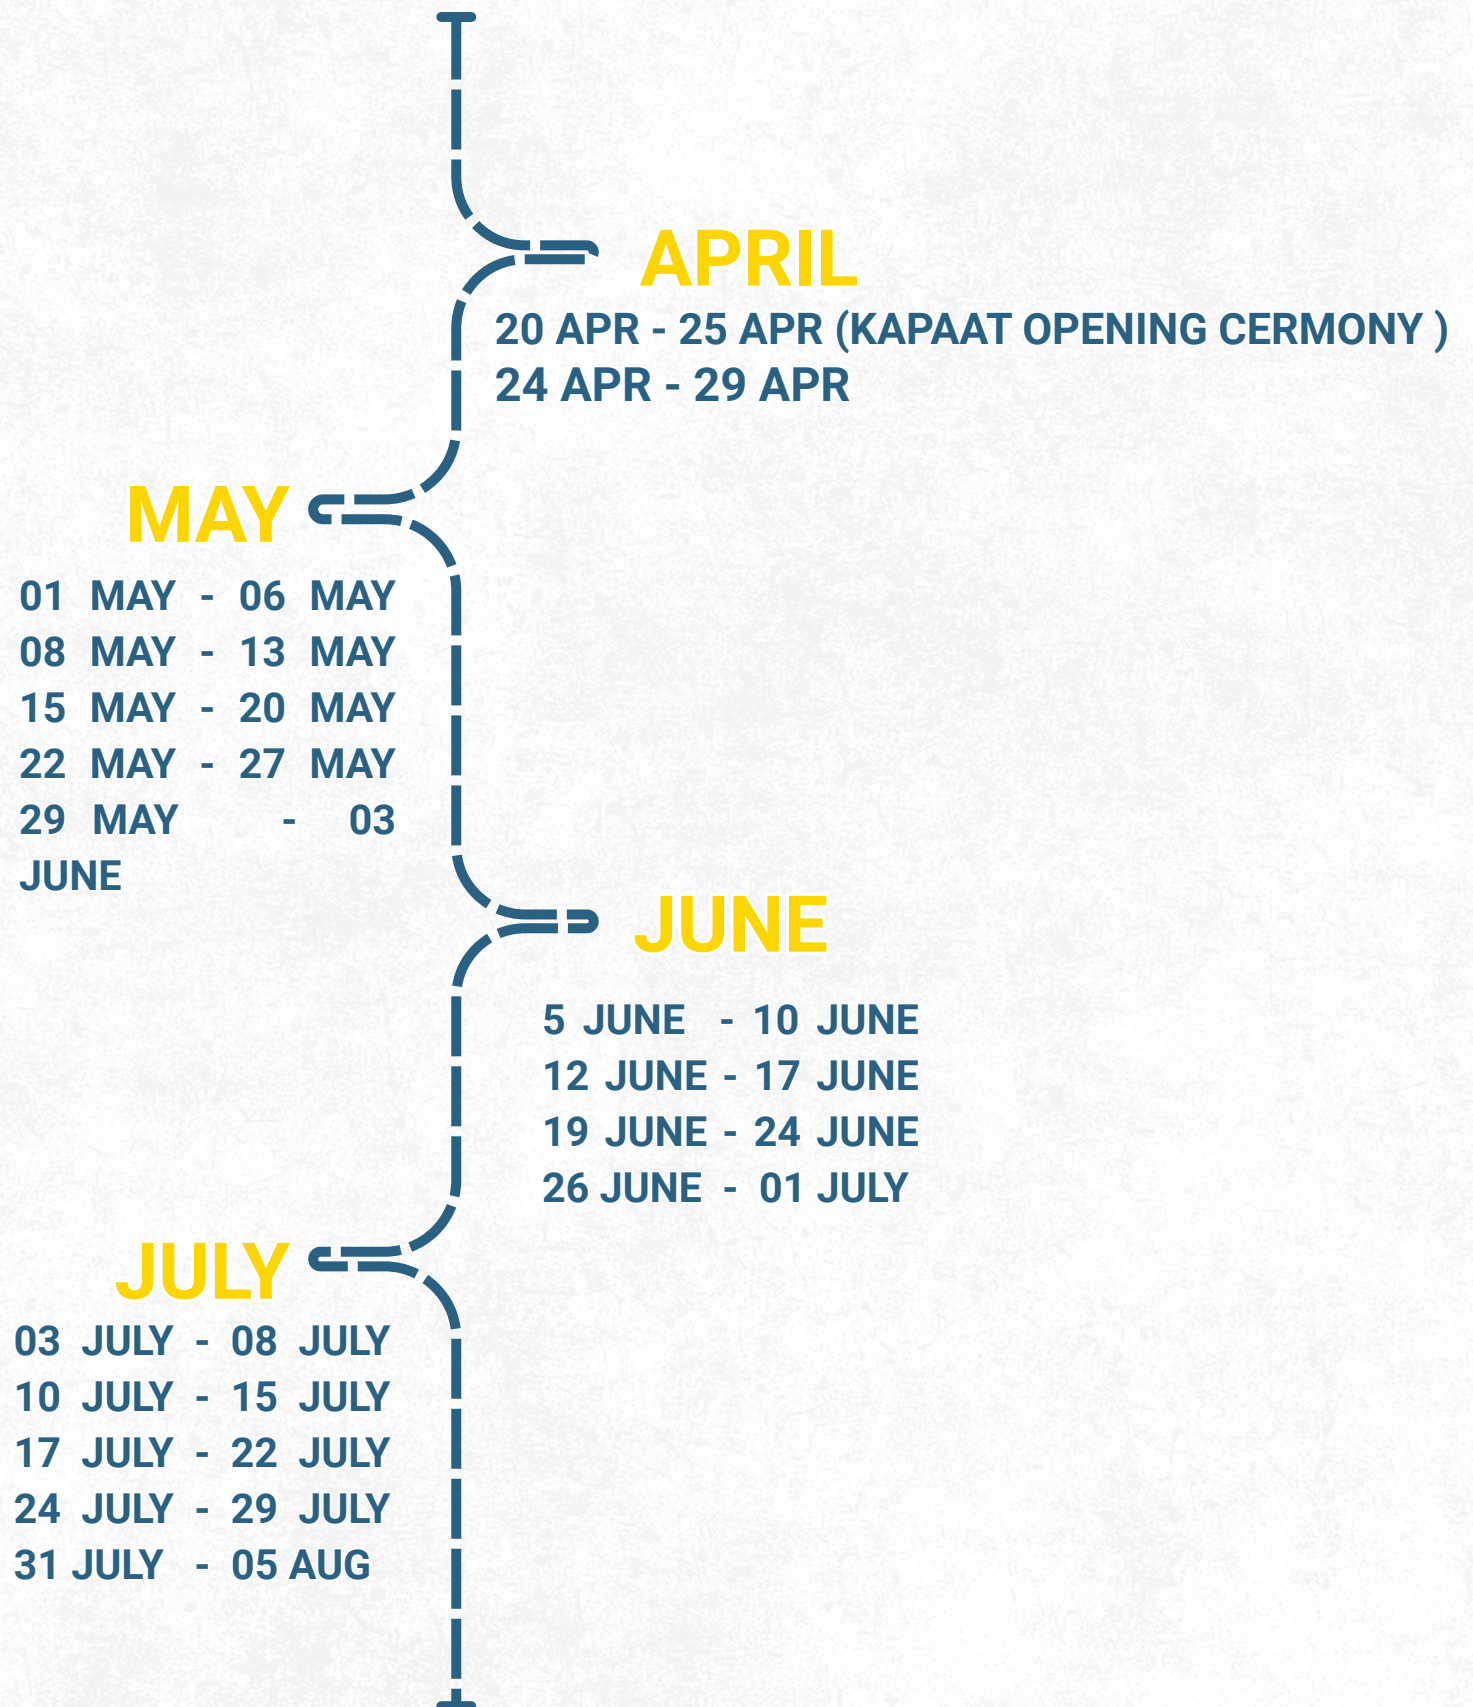 APRIL
20 APR - 25 APR (KAPAAT OPENING CERMONY )
24 APR - 29 APR
MAY
01 MAY - 06 MAY
08 MAY - 13 MAY
15 MAY - 20 MAY
22 MAY - 27 MAY
29 MAY - 03
JUNE
JUNE
5 JUNE - 10 JUNE
12 JUNE - 17 JUNE
19 JUNE - 24 JUNE
26 JUNE - 01 JULY
JULY
03 JULY - 08 JULY
10 JULY - 15 JULY
17 JULY - 22 JULY
24 JULY - 29 JULY
31 JULY - 05 AUG